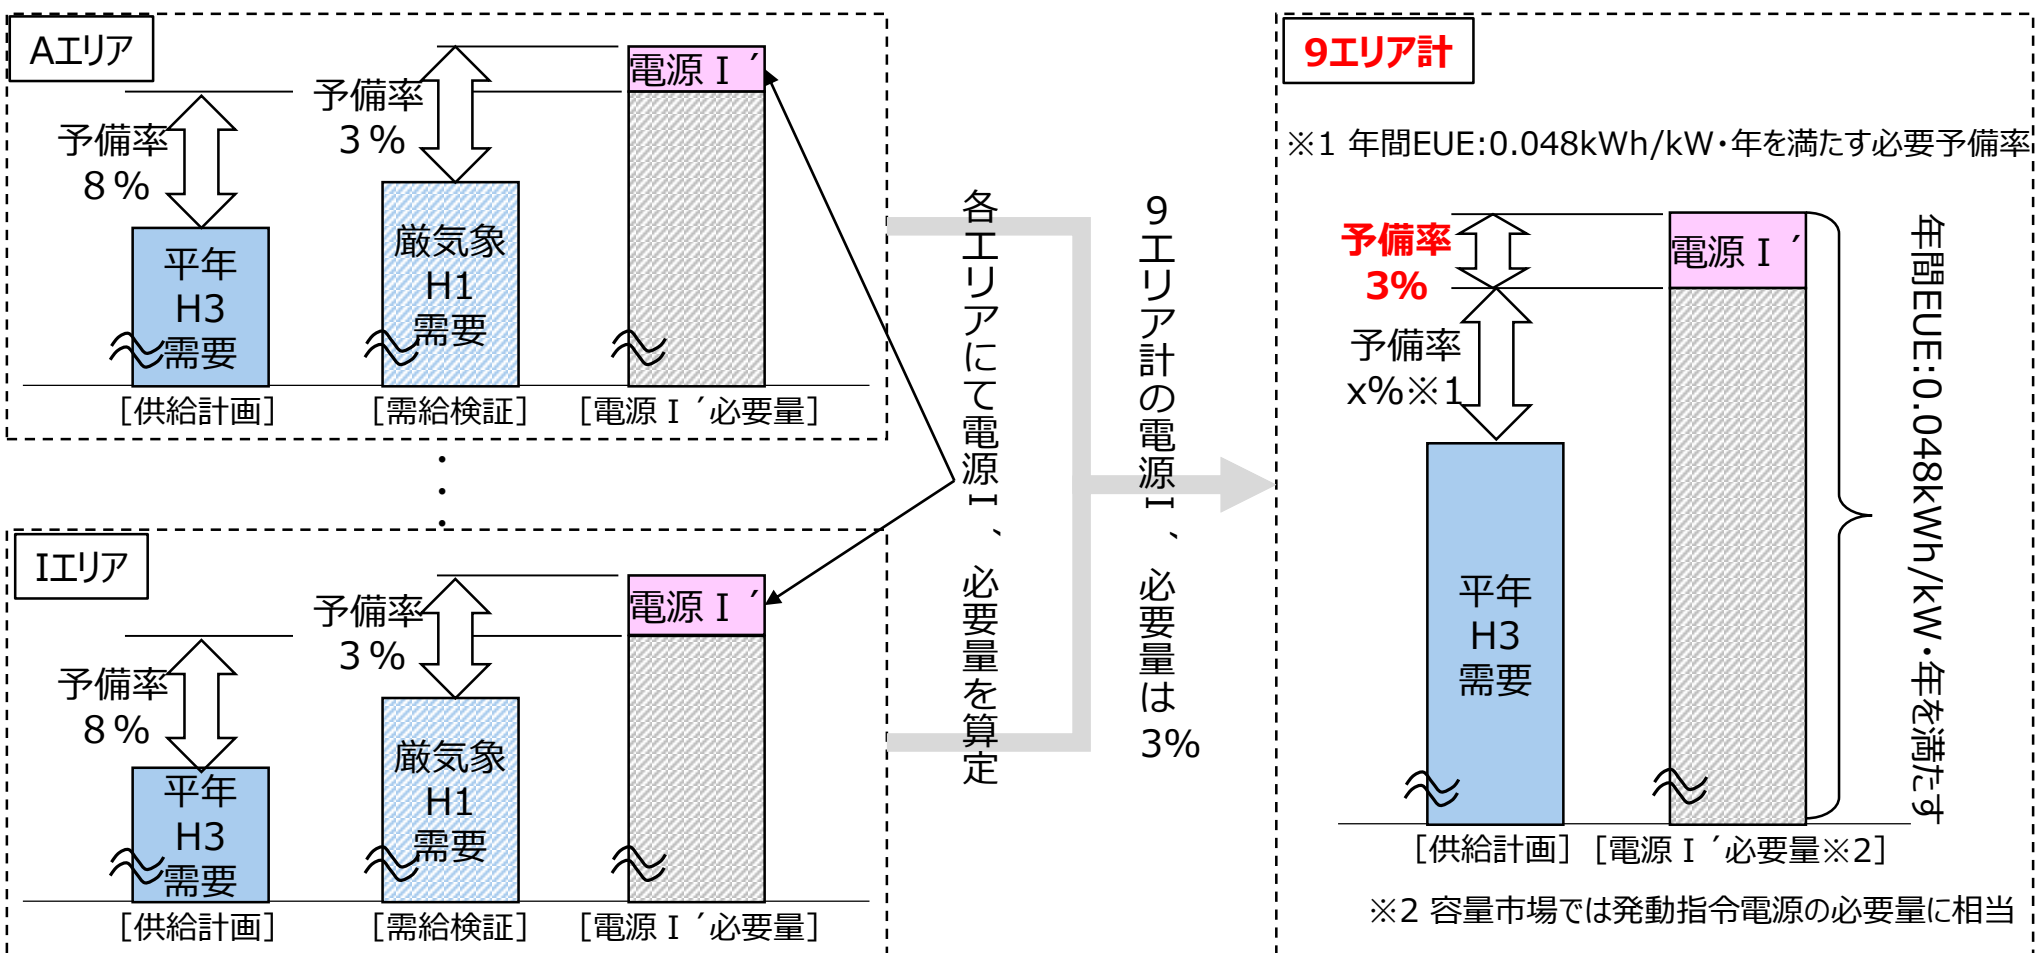 Aエリア
予備率
8%
平年
H3
需要
[供給計画]
予備率
3%
厳気象
H1
需要
[需給検証]
電源Ⅰ´
[電源Ⅰ´必要量]
・
・
・
Iエリア
予備率
8%
平年
H3
需要
[供給計画]
予備率
3%
厳気象
H1
需要
[需給検証]
電源Ⅰ´
[電源Ⅰ´必要量]
各エリアにて電源Ⅰ´必要量を算定
9エリア計の電源Ⅰ´必要量は3%
9エリア計
※1 年間EUE:0.048kWh/kW・年を満たす必要予備率
予備率
3%
予備率
x%※1
平年
H3
需要
[供給計画]
電源Ⅰ´
[電源Ⅰ´必要量※2]
年間EUE:0.048kWh/kW・年を満たす
※2 容量市場では発動指令電源の必要量に相当